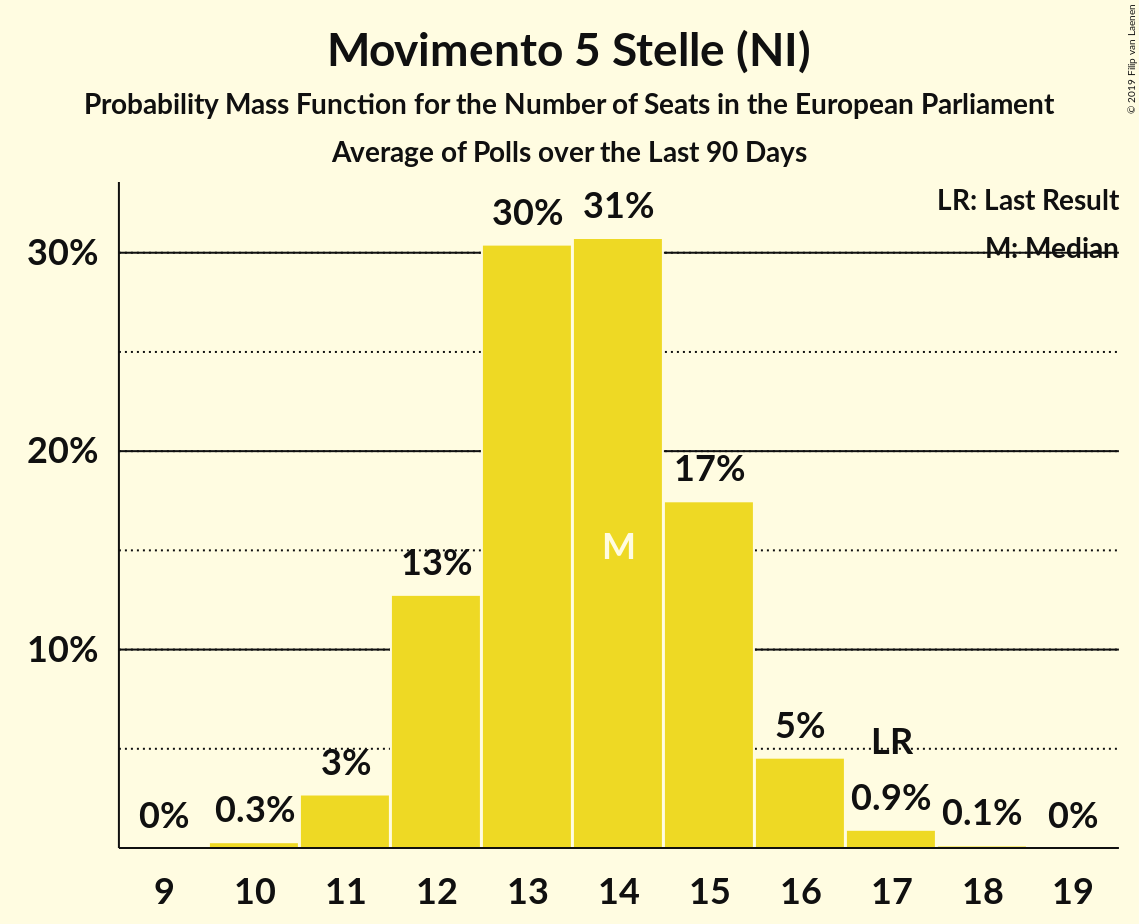 Movimento 5 Stelle (NI)
Probability Mass Function for the Number of Seats in the European Parliament
Average of Polls over the Last 90 Days
© 2019 Filip van Laenen
LR: Last Result
M: Median
30%
20%
10%
0%
0.3%
3%
13%
30%
31%
M
17%
5%
LR
0.9%
0.1%
0%
9 10 11 12 13 14 15 16 17 18 19